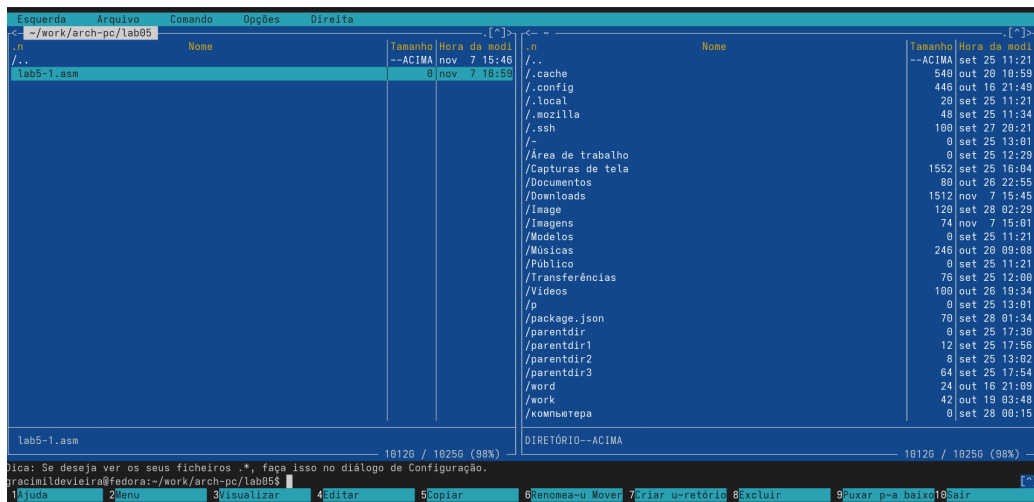 Esquerda Arquivo Comando Opções Direita
<— ~/work/arch-pc/lab05 .[^]> <— ~ .[^]>
.n Nome Tamanho Hora da modi .n Nome Tamanho Hora da modi
/.. --ACIMA nov 7 15:46 /.. --ACIMA set 25 11:21
lab5-1.asm 0 nov 7 16:59 /.cache 540 out 20 10:59
/.config 446 out 16 21:49
/.local 20 set 25 11:21
/.mozilla 48 set 25 11:34
/.ssh 100 set 27 20:21
/- 0 set 25 13:01
/Área de trabalho 0 set 25 12:29
/Capturas de tela 1552 set 25 16:04
/Documentos 80 out 26 22:55
/Downloads 1512 nov 7 15:45
/Image 120 set 28 02:29
/Imagens 74 nov 7 15:01
/Modelos 0 set 25 11:21
/Músicas 246 out 20 09:08
/Público 0 set 25 11:21
/Transferências 76 set 25 12:00
/Vídeos 100 out 26 19:34
/p 0 set 25 13:01
/package.json 70 set 28 01:34
/parentdir 0 set 25 17:30
/parentdir1 12 set 25 17:56
/parentdir2 8 set 25 13:02
/parentdir3 64 set 25 17:54
/word 24 out 16 21:09
/work 42 out 19 03:48
/компьютера 0 set 28 00:15
lab5-1.asm DIRETÓRIO--ACIMA
1012G / 1025G (98%) 1012G / 1025G (98%)
Dica: Se deseja ver os seus ficheiros .*, faça isso no diálogo de Configuração.
gracimildevieira@fedora:~/work/arch-pc/lab05$ [^]
1Ajuda 2Menu 3Visualizar 4Editar 5Copiar 6Renomea~u Mover 7Criar u~retório 8Excluir 9Puxar p~a baixo 10Sair